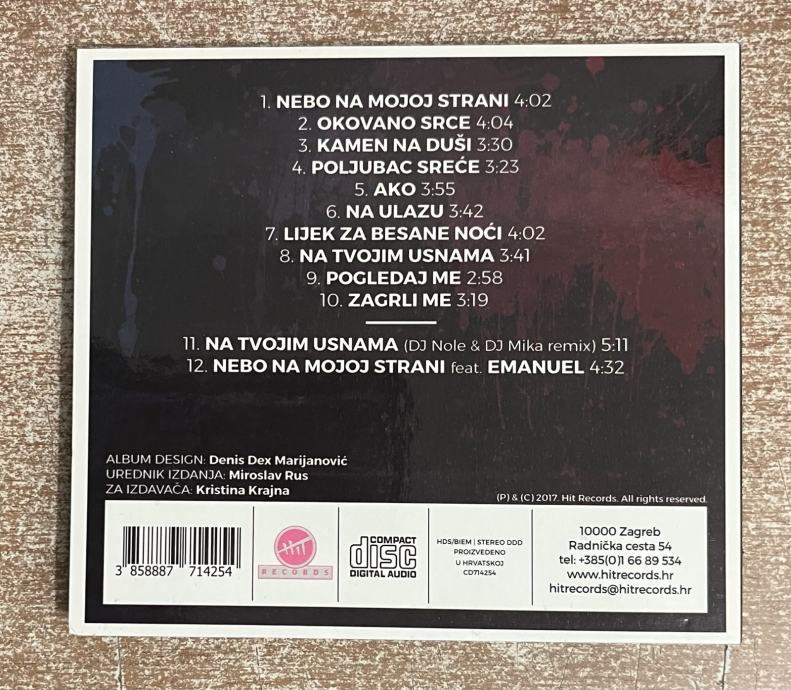 1. NEBO NA MOJOJ STRANI 4:02
2. OKOVANO SRCE 4:04
3. KAMEN NA DUŠI 3:30
4. POLJUBAC SREĆE 3:23
5. AKO 3:55
6. NA ULAZU 3:42
7. LIJEK ZA BESANE NOĆI 4:02
8. NA TVOJIM USNAMA 3:41
9. POGLEDAJ ME 2:58
10. ZAGRLI ME 3:19
11. NA TVOJIM USNAMA (DJ Nole & DJ Mika remix) 5:11
12. NEBO NA MOJOJ STRANI feat. EMANUEL 4:32
ALBUM DESIGN: Denis Dex Marijanović
UREDNIK IZDANJA: Miroslav Rus
ZA IZDAVAČA: Kristina Krajna
(P) & (C) 2017. Hit Records. All rights reserved.
3 858887 714254
hit
RECORDS
COMPACT
disc
DIGITAL AUDIO
HDS/BIEM | STEREO DDD
PROIZVEDENO
U HRVATSKOJ
CD714254
10000 Zagreb
Radnička cesta 54
tel: +385(0)1 66 89 534
www.hitrecords.hr
hitrecords@hitrecords.hr